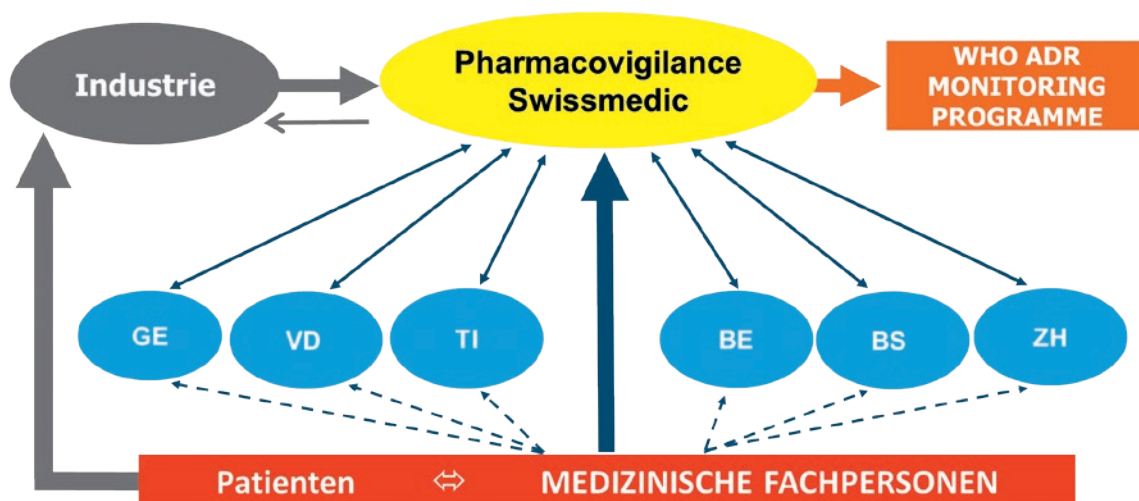 Industrie
Pharmacovigilance
Swissmedic
WHO ADR
MONITORING
PROGRAMME
GE
VD
TI
BE
BS
ZH
Patienten ⇔ MEDIZINISCHE FACHPERSONEN